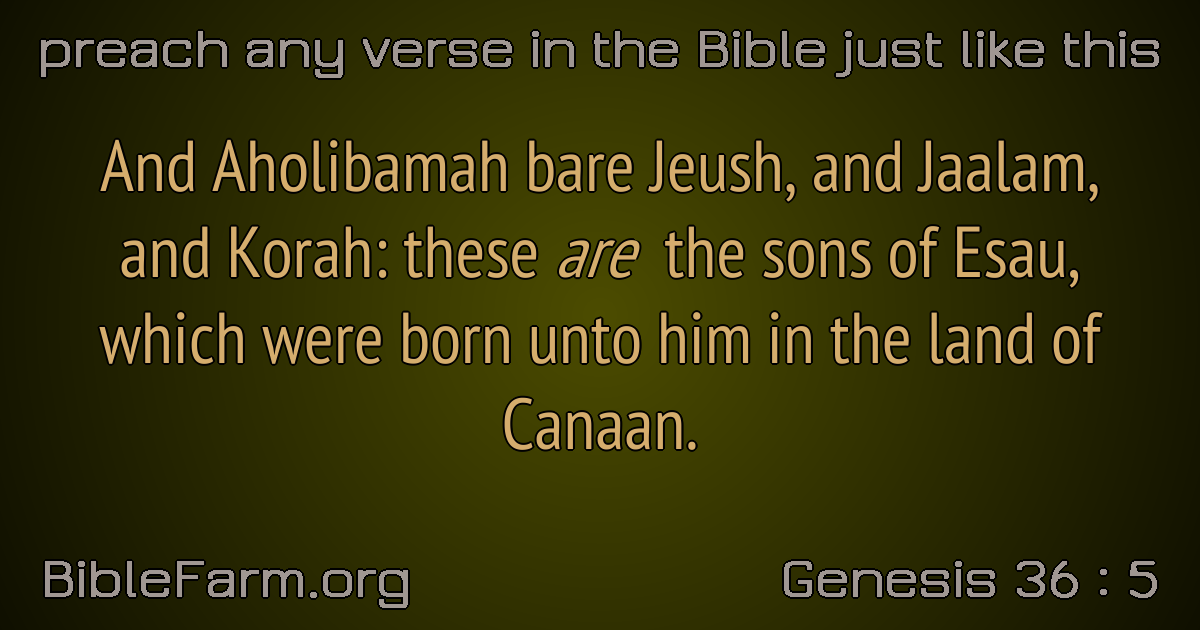 preach any verse in the Bible just like this
And Aholibamah bare Jeush, and Jaalam,
and Korah: these are the sons of Esau,
which were born unto him in the land of
Canaan.
BibleFarm.org
Genesis 36 : 5